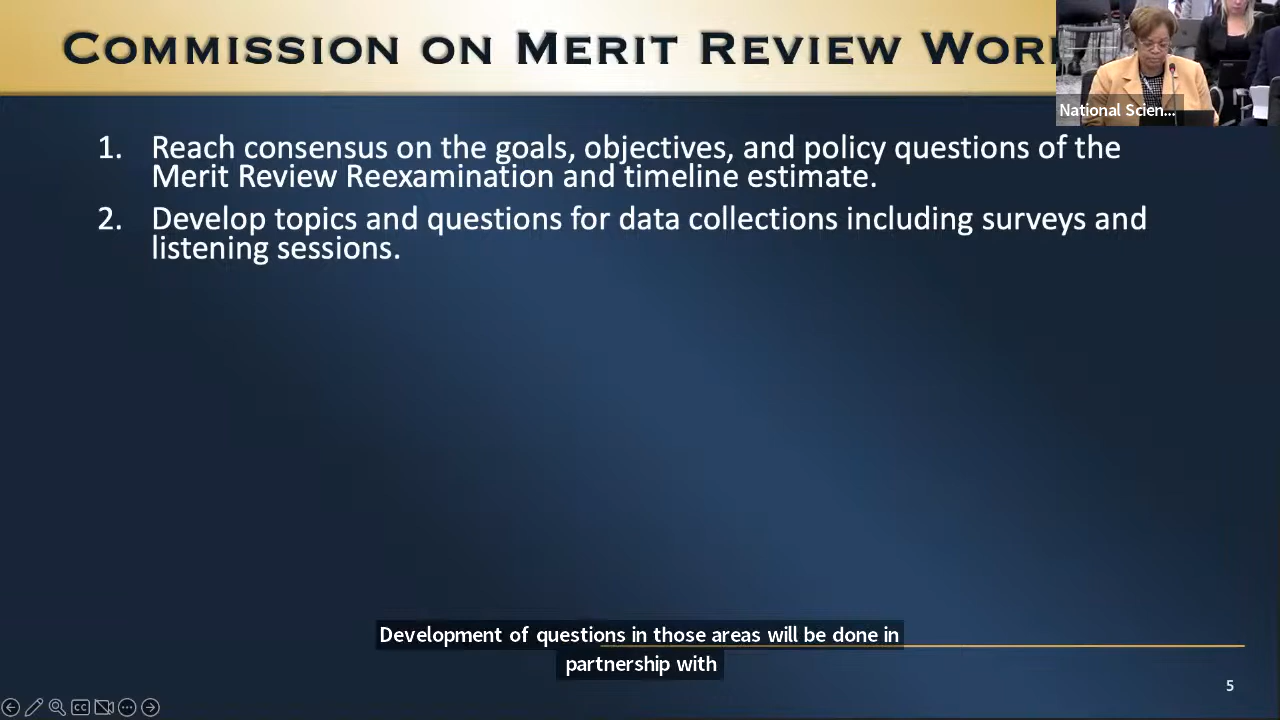 COMMISSION ON MERIT REVIEW WOR
National Scien...
1. Reach consensus on the goals, objectives, and policy questions of the
Merit Review Reexamination and timeline estimate.
2. Develop topics and questions for data collections including surveys and
listening sessions.
Development of questions in those areas will be done in
partnership with
5
CC